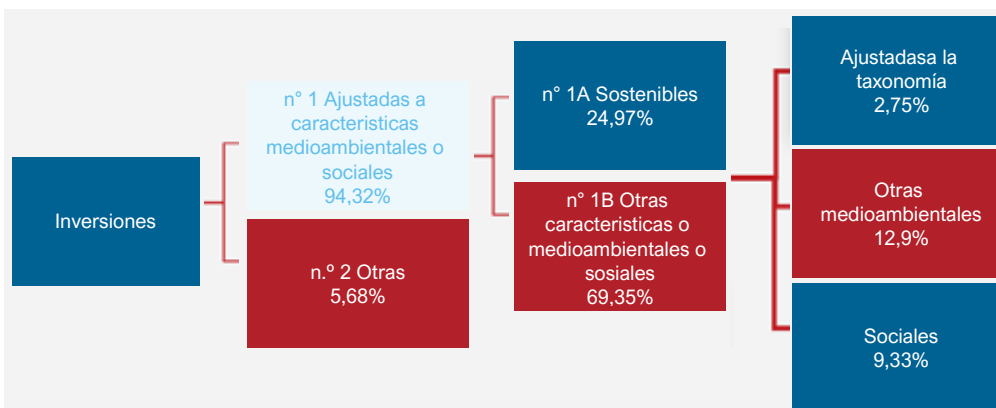 Inversiones
n° 1 Ajustadas a
caracteristicas
medioambientales o
sociales
94,32%
n.º 2 Otras
5,68%
n° 1A Sostenibles
24,97%
n° 1B Otras
caracteristicas o
medioambientales o
sosiales
69,35%
Ajustadasa la
taxonomía
2,75%
Otras
medioambientales
12,9%
Sociales
9,33%